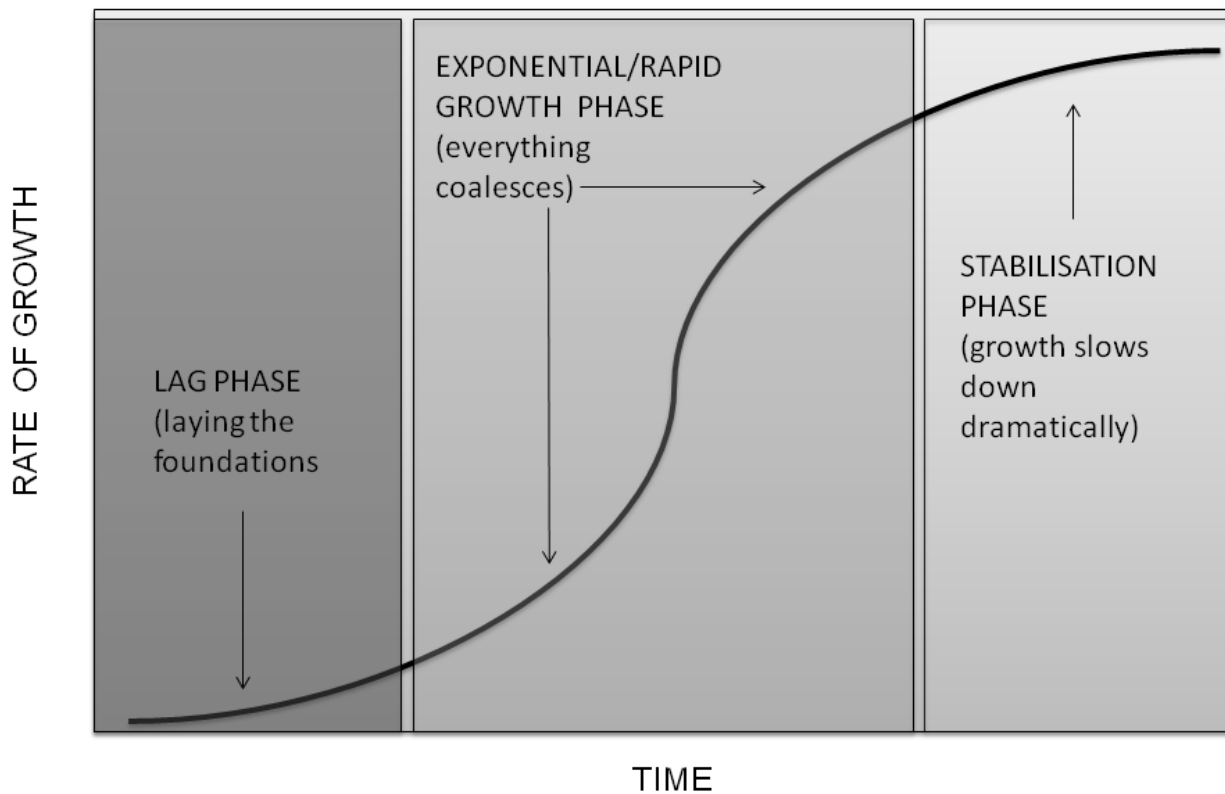 EXPONENTIAL/RAPID
GROWTH PHASE
(everything
coalesces)
RATE OF GROWTH
LAG PHASE
(laying the
foundations
STABILISATION
PHASE
(growth slows
down
dramatically)
TIME